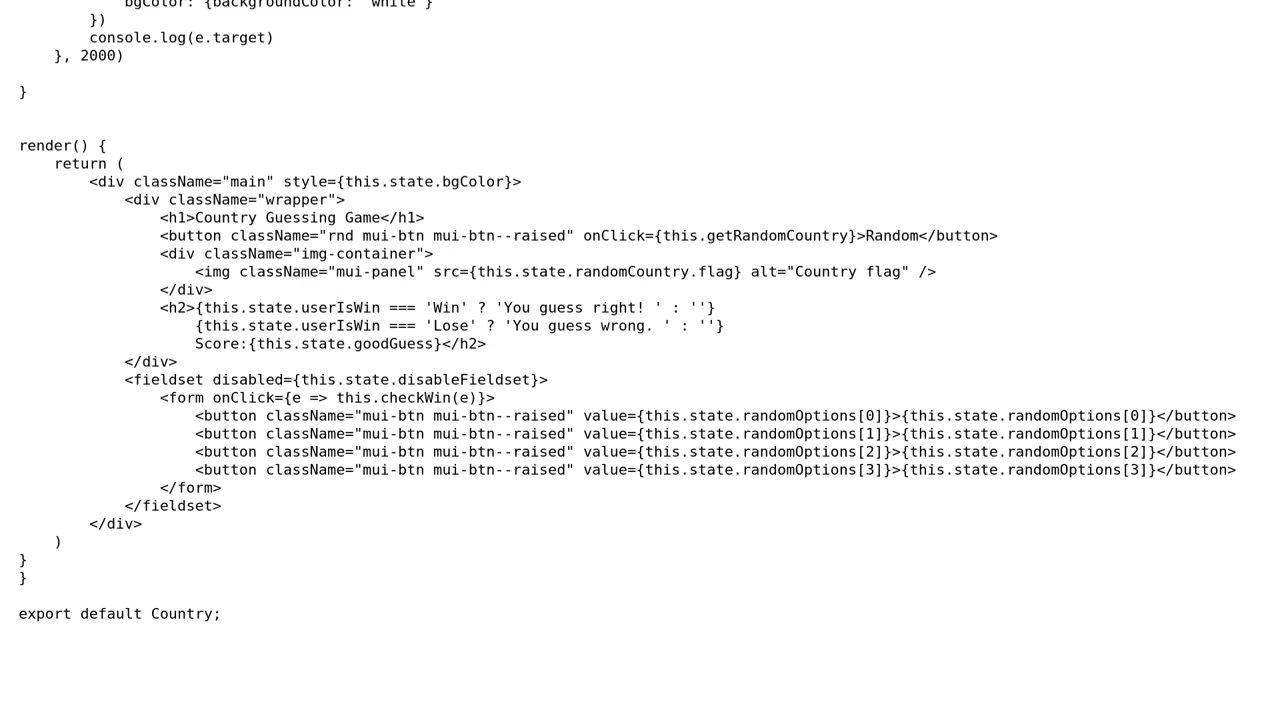 bgColor: {backgroundColor: 'white'}
})
console.log(e.target)
}, 2000)
}
render() {
return (
<div className="main" style={this.state.bgColor}>
<div className="wrapper">
<h1>Country Guessing Game</h1>
<button className="rnd mui-btn mui-btn--raised" onClick={this.getRandomCountry}>Random</button>
<div className="img-container">
<img className="mui-panel" src={this.state.randomCountry.flag} alt="Country flag" />
</div>
<h2>{this.state.userIsWin === 'Win' ? 'You guess right! ' : ''}
{this.state.userIsWin === 'Lose' ? 'You guess wrong. ' : ''}
Score:{this.state.goodGuess}</h2>
</div>
<fieldset disabled={this.state.disableFieldset}>
<form onClick={e => this.checkWin(e)}>
<button className="mui-btn mui-btn--raised" value={this.state.randomOptions[0]}>{this.state.randomOptions[0]}</button>
<button className="mui-btn mui-btn--raised" value={this.state.randomOptions[1]}>{this.state.randomOptions[1]}</button>
<button className="mui-btn mui-btn--raised" value={this.state.randomOptions[2]}>{this.state.randomOptions[2]}</button>
<button className="mui-btn mui-btn--raised" value={this.state.randomOptions[3]}>{this.state.randomOptions[3]}</button>
</form>
</fieldset>
</div>
)
}
}
export default Country;